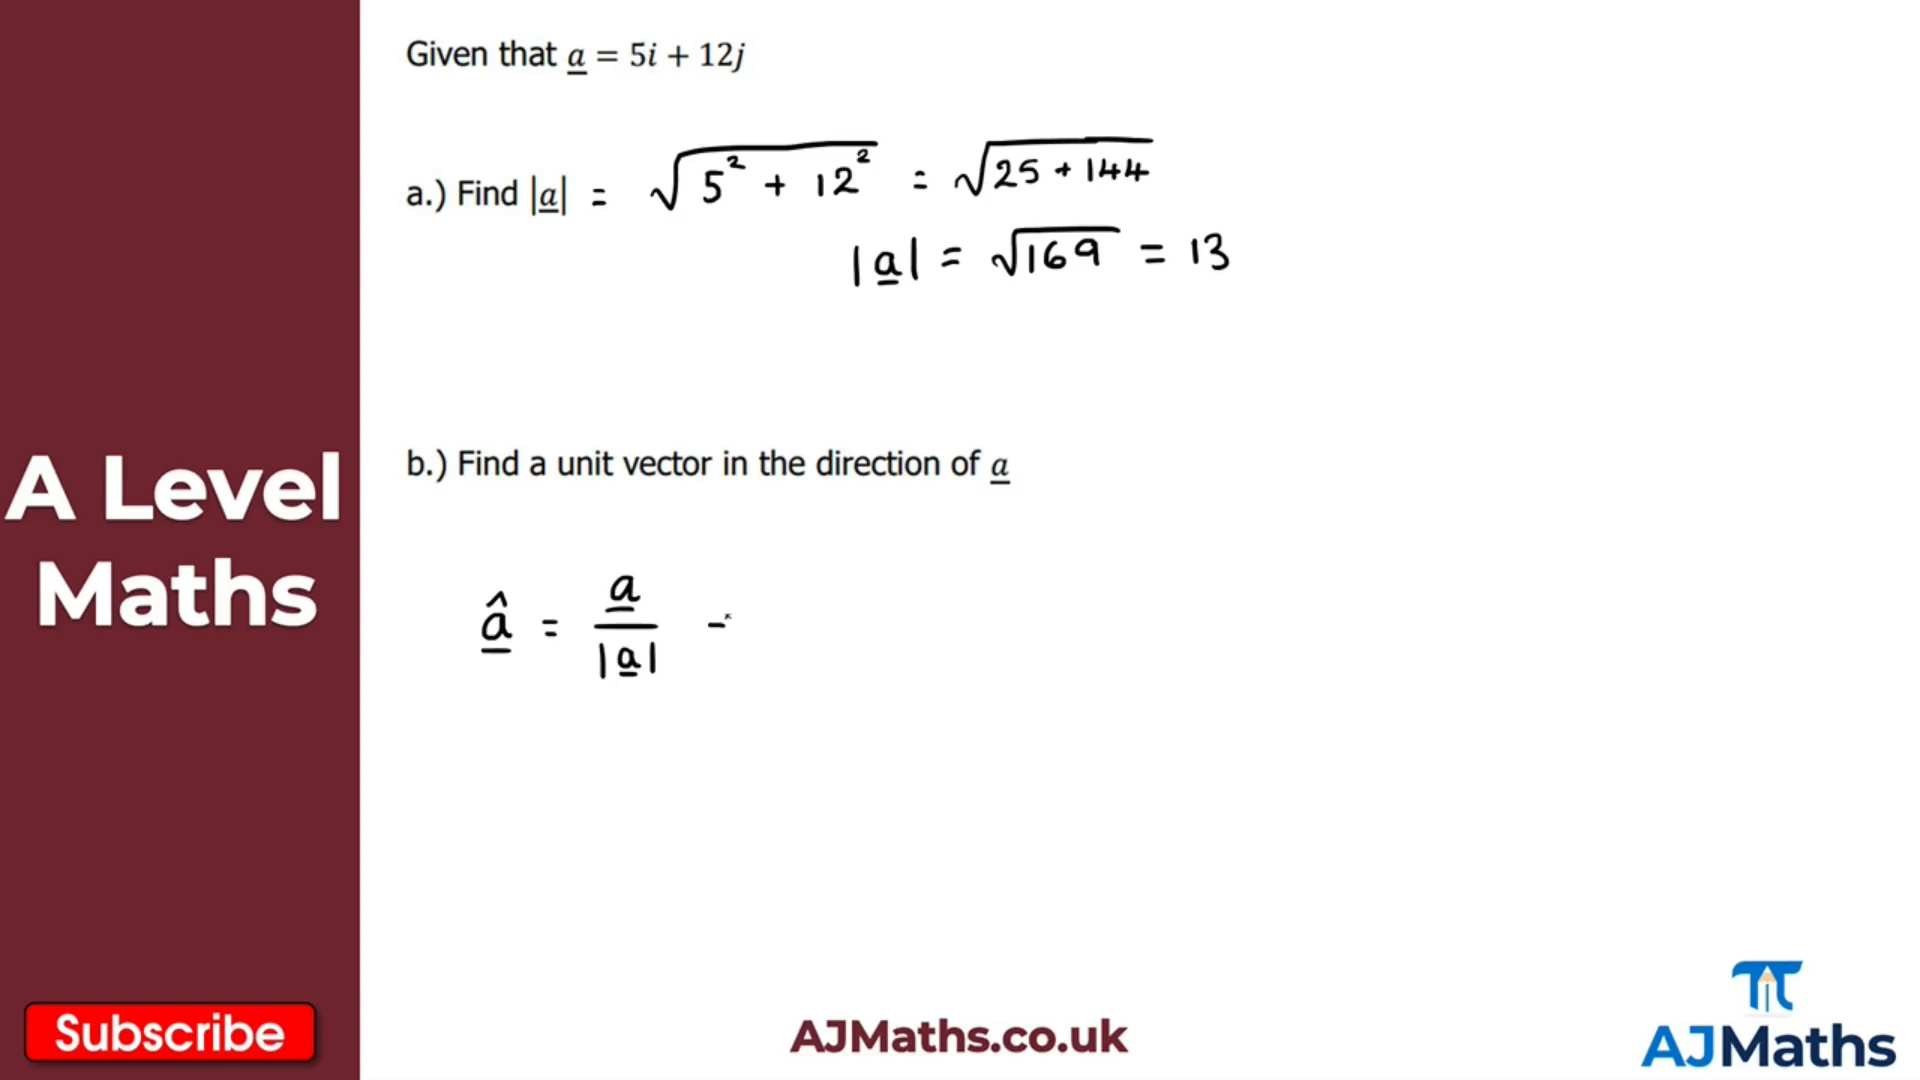 Given that a = 5i + 12j
a.) Find |a| = √5² + 12² = √25 + 144
|a| = √169 = 13
b.) Find a unit vector in the direction of a
â = a / |a| -
A Level
Maths
Subscribe
AJMaths.co.uk
AJMaths